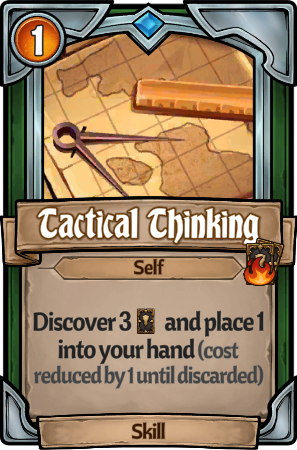 1
Tactical Thinking
Self
Discover 3 and place 1
into your hand (cost
reduced by 1 until discarded)
Skill